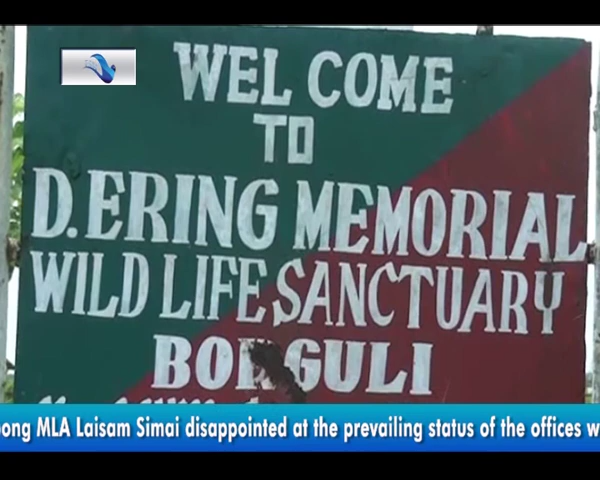 WEL COME
TO
D.ERING MEMORIAL
WILD LIFE SANCTUARY
BORGULI
MLA Laisam Simai disappointed at the prevailing status of the offices